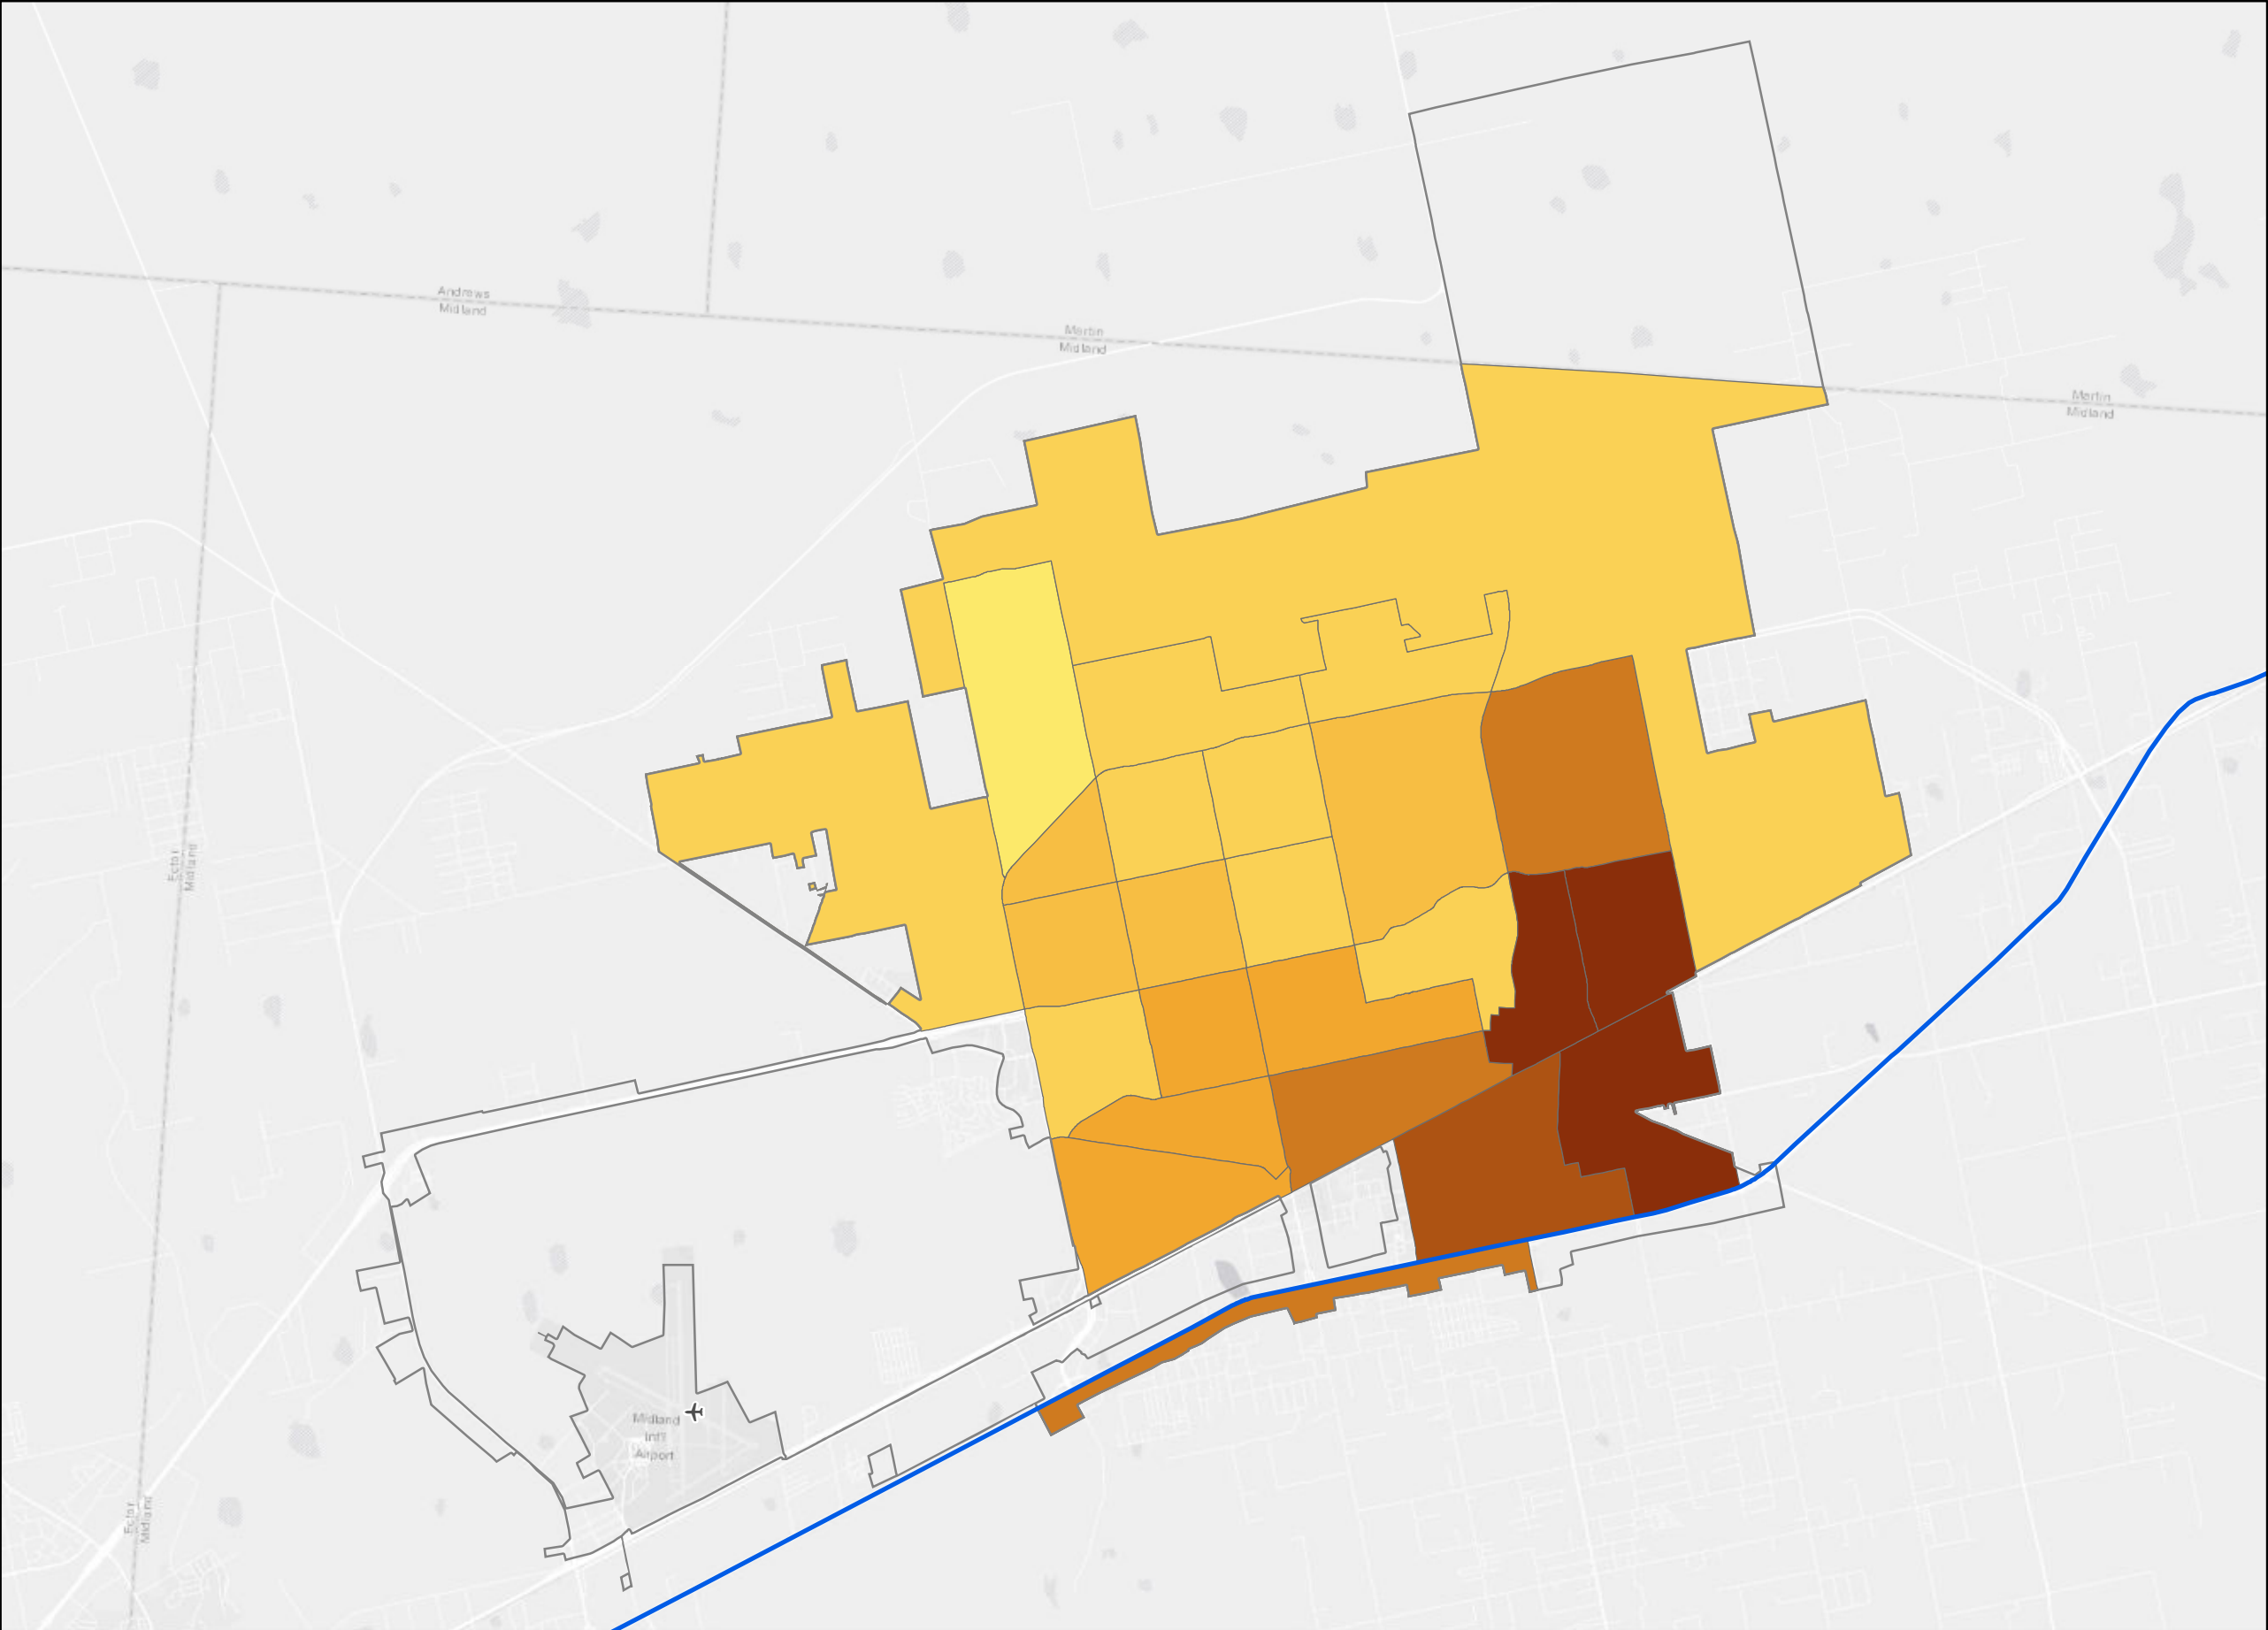 Andrews
Midland
Martin
Midland
Martin
Midland
Ector
Midland
Midland
Int'l
Airport
Ector
Midland